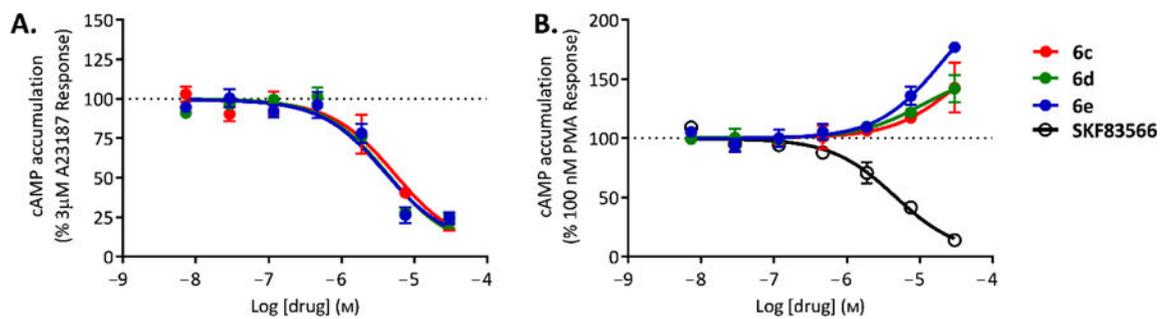 A.
cAMP accumulation
(% 3µM A23187 Response)
150
125
100
75
50
25
0
−9 −8 −7 −6 −5 −4
Log [drug] (M)
B.
cAMP accumulation
(% 100 nM PMA Response)
200
150
100
50
0
−9 −8 −7 −6 −5 −4
Log [drug] (M)
6c
6d
6e
SKF83566